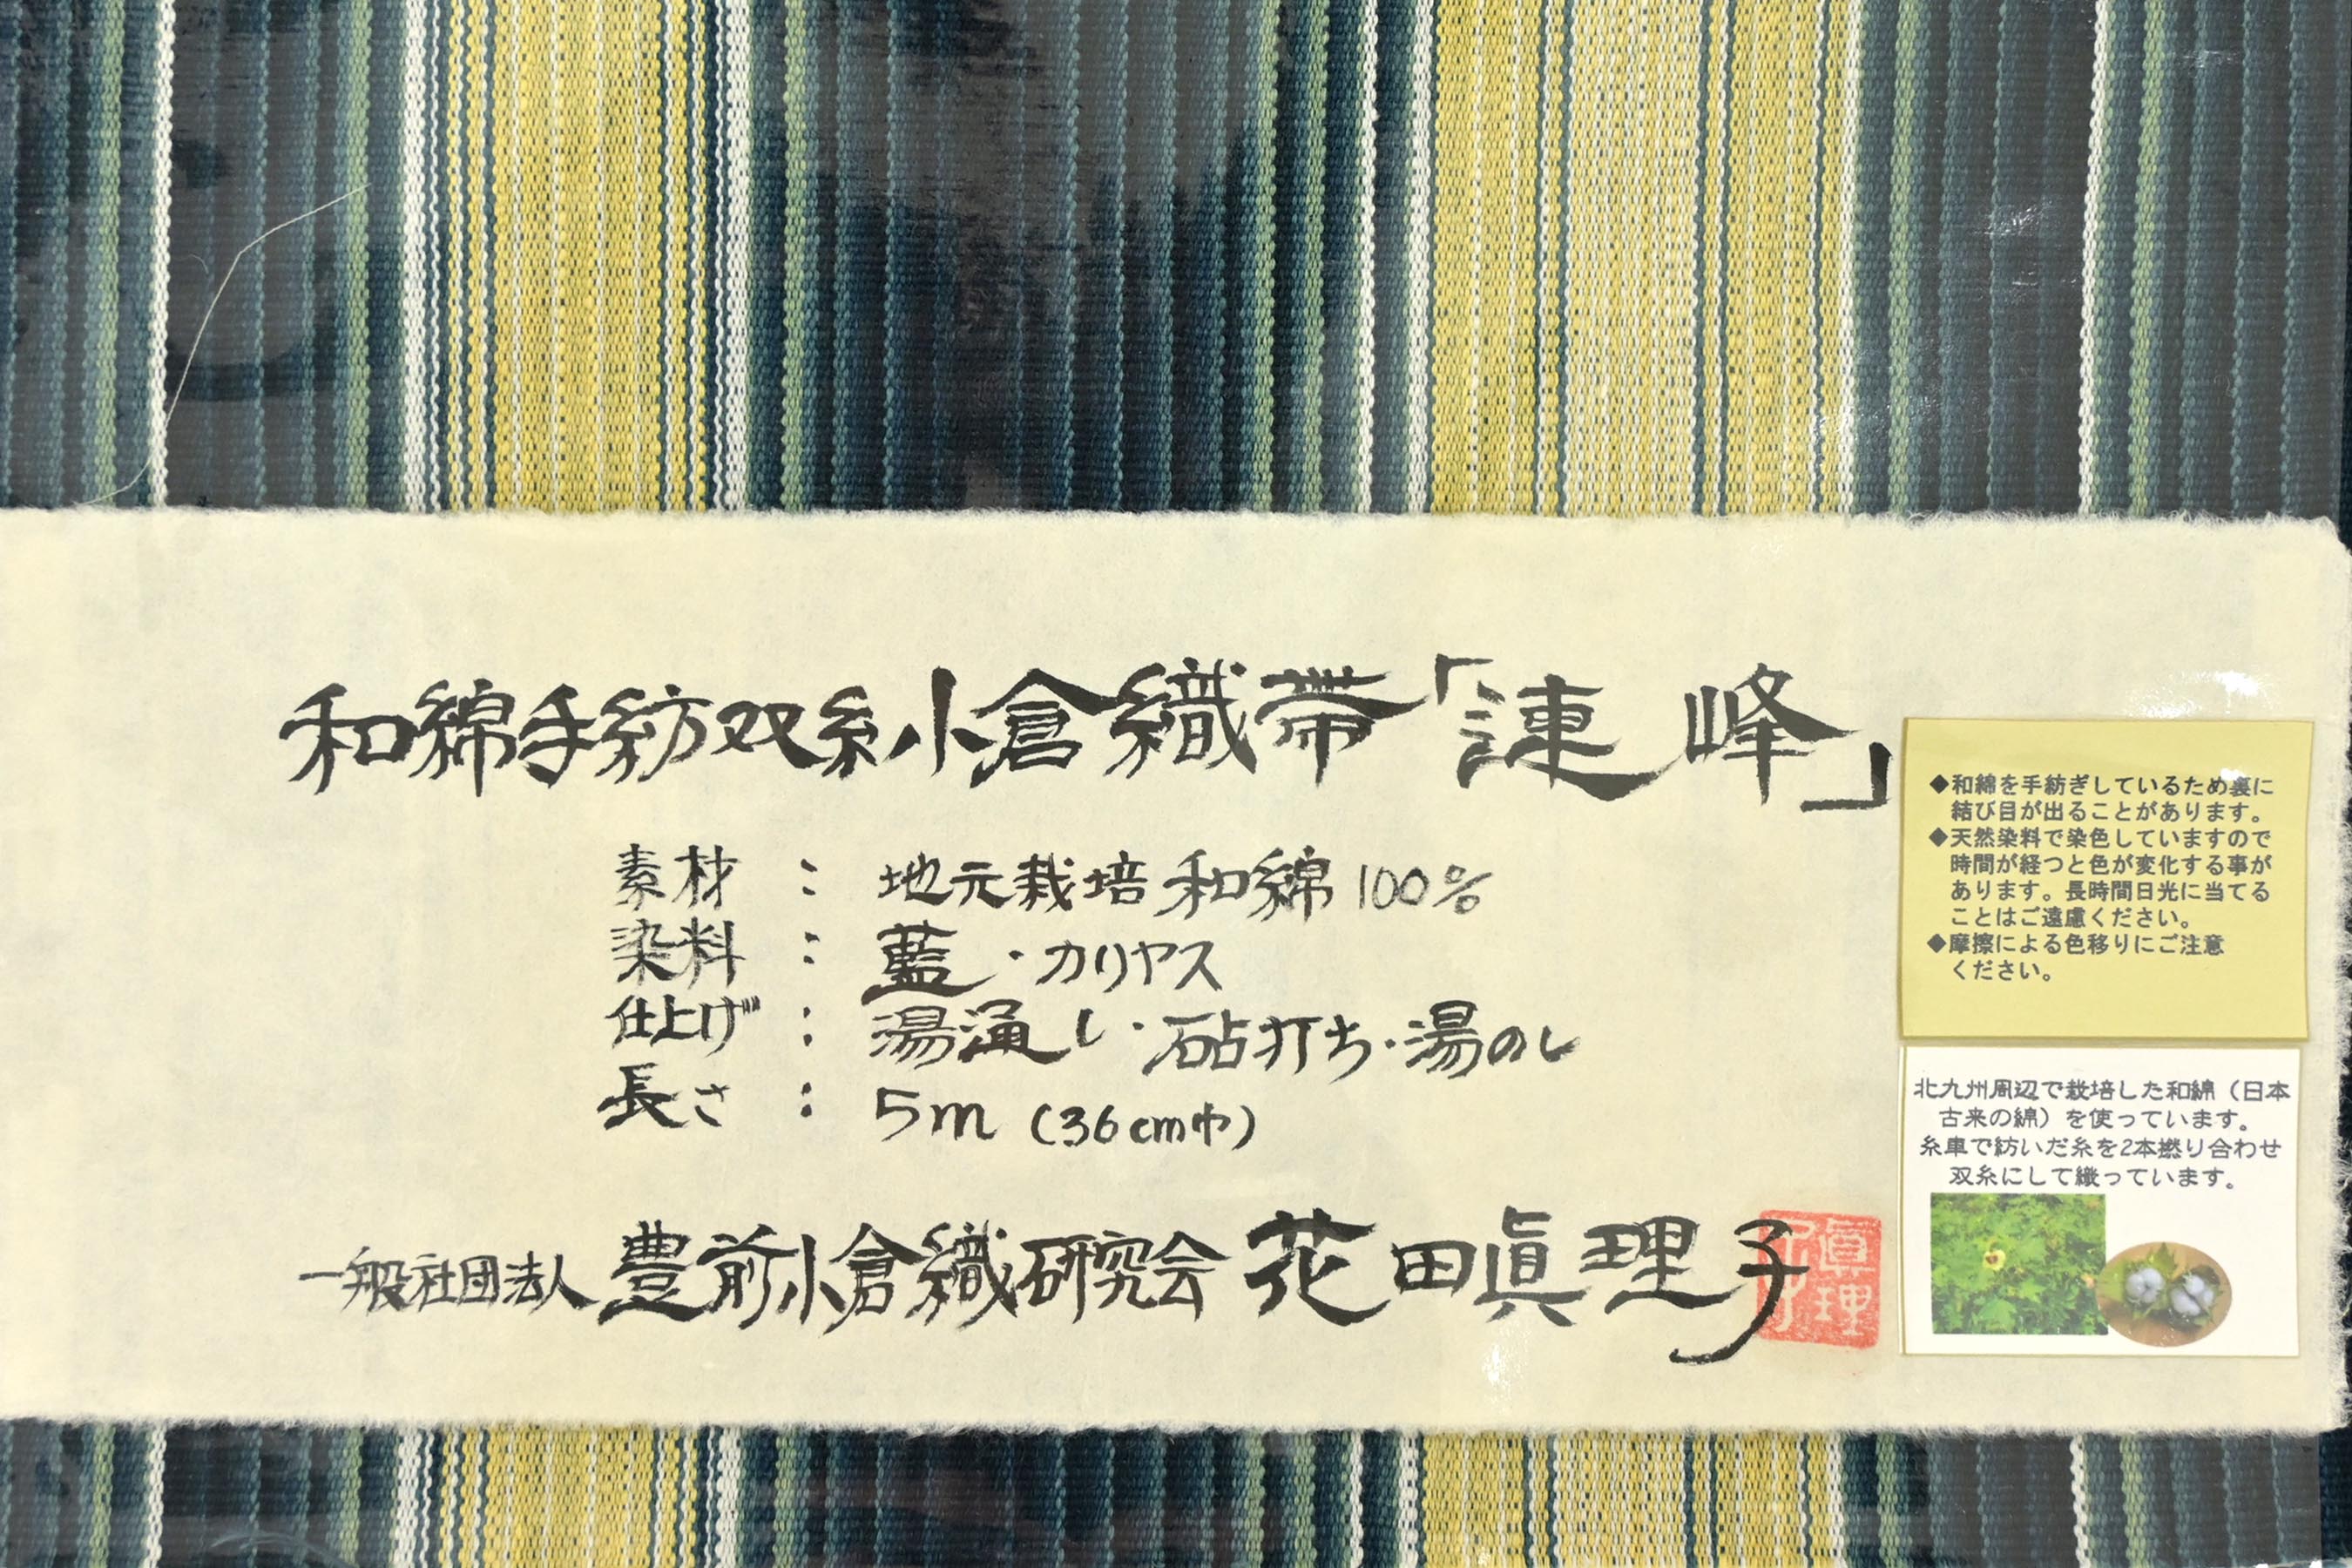 和綿手紡双糸小倉織帯「連峰」
素材：地元栽培和綿100%
染料：藍・カリヤス
仕上げ：湯通し・砧打ち・湯のし
長さ：5m（36cm巾）
一般社団法人豊前小倉織研究会 花田眞理子
眞理子
◆和綿を手紡ぎしているため裏に
結び目が出ることがあります。
◆天然染料で染色していますので
時間が経つと色が変化する事が
あります。長時間日光に当てる
ことはご遠慮ください。
◆摩擦による色移りにご注意
ください。
北九州周辺で栽培した和綿（日本
古来の綿）を使っています。
糸車で紡いだ糸を2本撚り合わせ
双糸にして織っています。